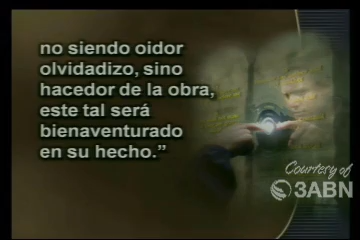 no siendo oidor
olvidadizo, sino
hacedor de la obra,
este tal será
bienaventurado
en su hecho.”
Courtesy of
3ABN